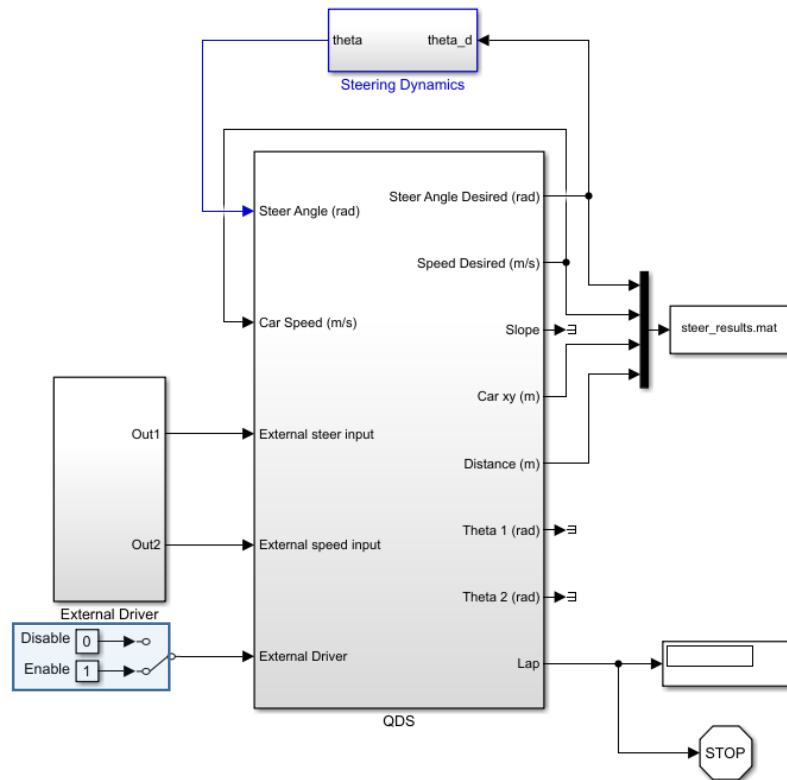 theta
theta_d
Steering Dynamics
Steer Angle (rad)
Steer Angle Desired (rad)
Speed Desired (m/s)
Car Speed (m/s)
Slope
steer_results.mat
Car xy (m)
Out1
External steer input
Distance (m)
Theta 1 (rad)
Out2
External speed input
Theta 2 (rad)
External Driver
Disable 0
Enable 1
External Driver
Lap
QDS
STOP